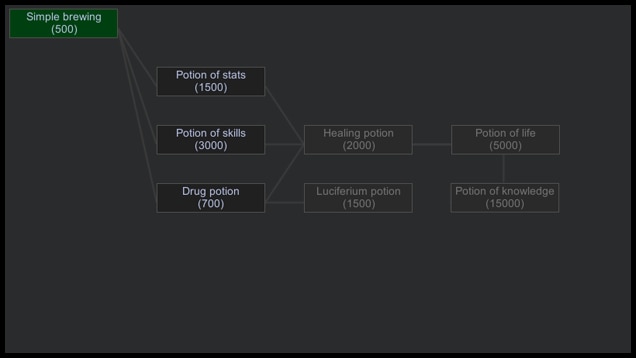 Simple brewing
(500)
Potion of stats
(1500)
Potion of skills
(3000)
Healing potion
(2000)
Potion of life
(5000)
Drug potion
(700)
Luciferium potion
(1500)
Potion of knowledge
(15000)